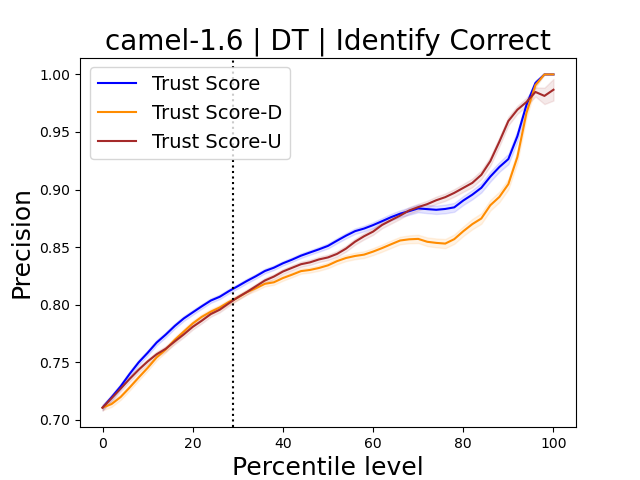 camel-1.6 | DT | Identify Correct
Trust Score
Trust Score-D
Trust Score-U
Precision
1.00
0.95
0.90
0.85
0.80
0.75
0.70
0
20
40
60
80
100
Percentile level